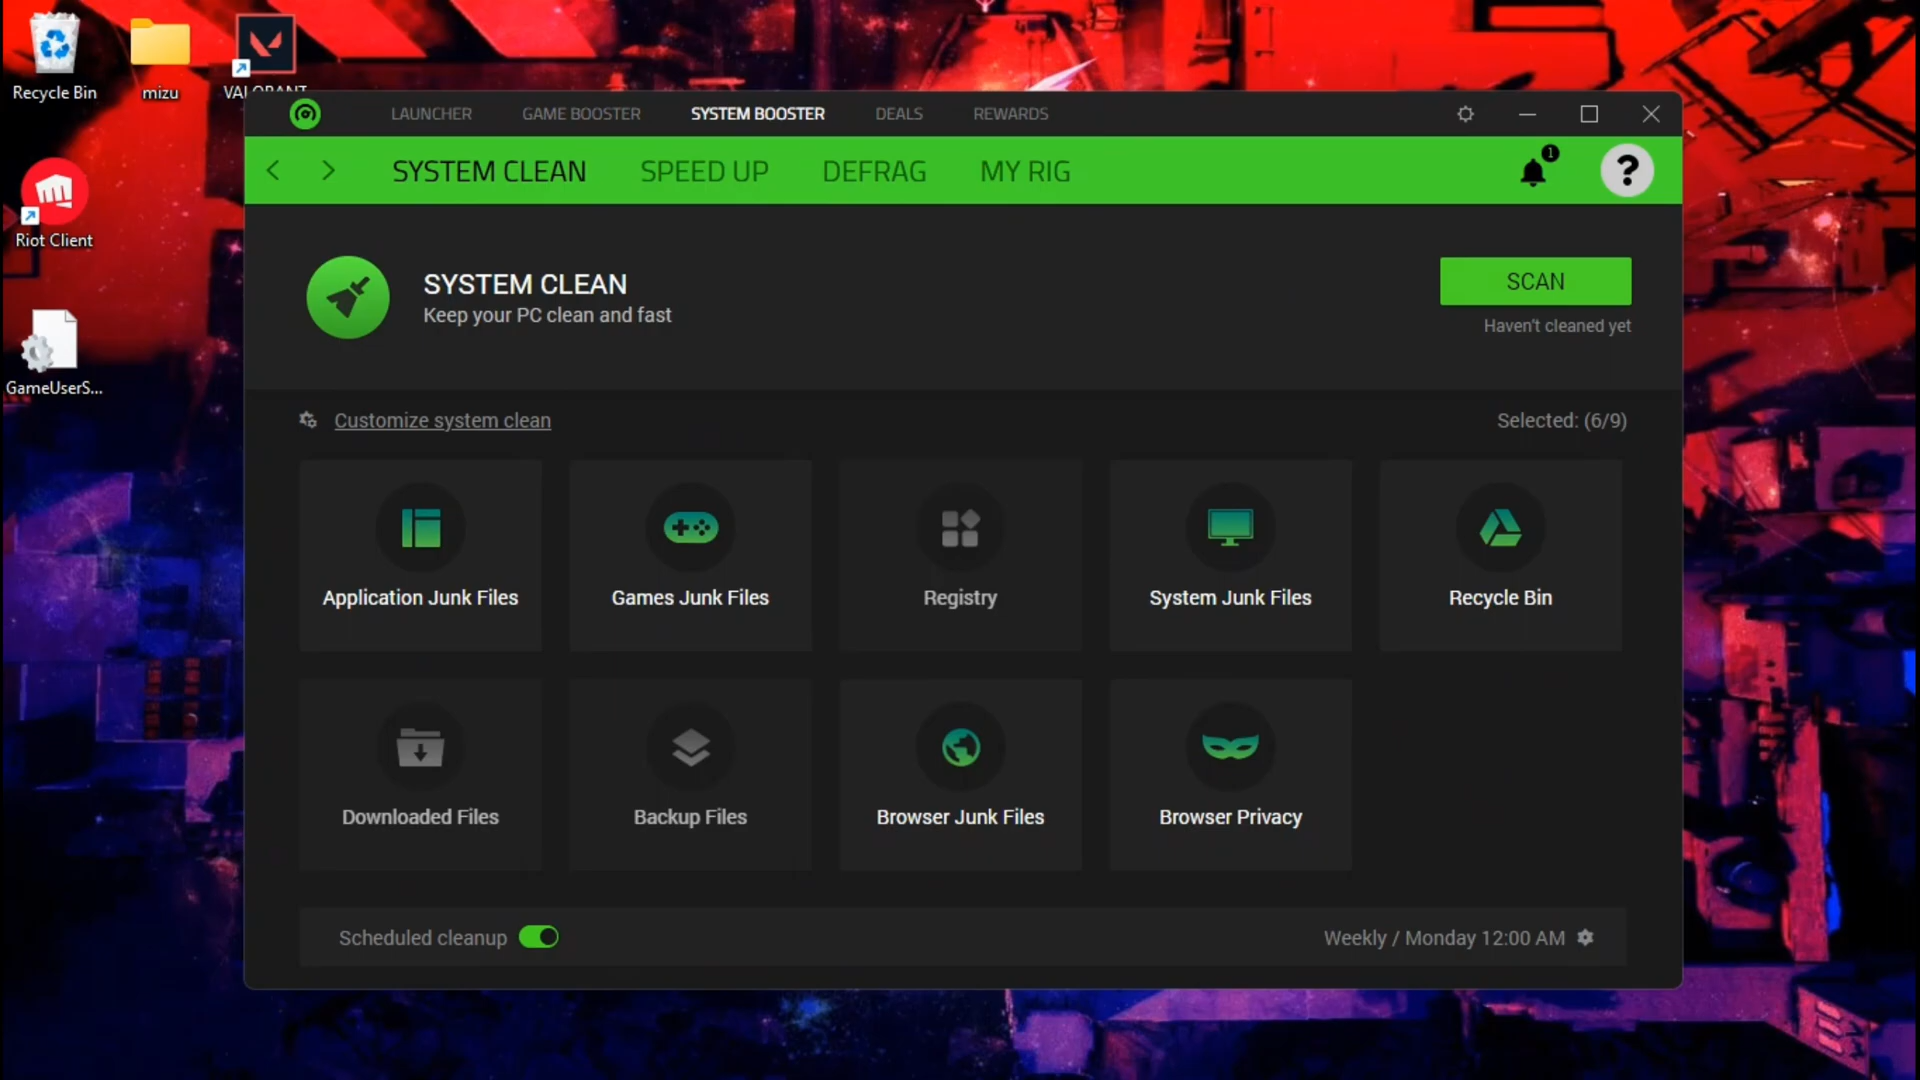 Recycle Bin
mizu
VALORANT
Riot Client
GameUserS...
LAUNCHER
GAME BOOSTER
SYSTEM BOOSTER
DEALS
REWARDS
SYSTEM CLEAN
SPEED UP
DEFRAG
MY RIG
1
?
SYSTEM CLEAN
Keep your PC clean and fast
SCAN
Haven't cleaned yet
Customize system clean
Selected: (6/9)
Application Junk Files
Games Junk Files
Registry
System Junk Files
Recycle Bin
Downloaded Files
Backup Files
Browser Junk Files
Browser Privacy
Scheduled cleanup
Weekly / Monday 12:00 AM